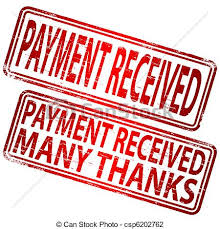 PAYMENT RECEIVED
PAYMENT RECEIVED
MANY THANKS
© Can Stock Photo - csp6202762